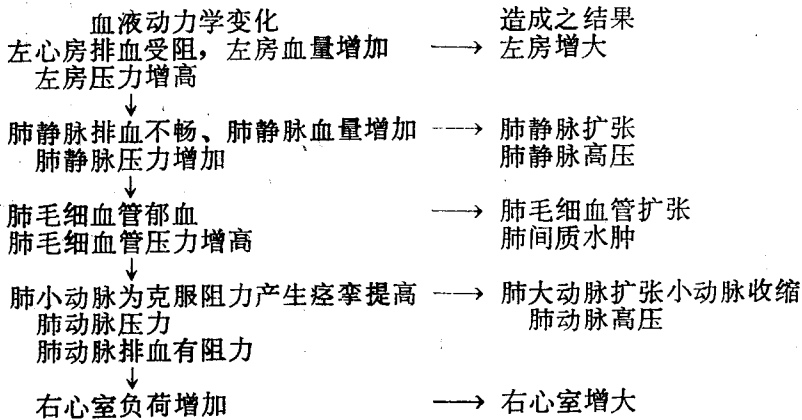 血液动力学变化 造成之结果
左心房排血受阻，左房血量增加 → 左房增大
左房压力增高
↓
肺静脉排血不畅、肺静脉血量增加 → 肺静脉扩张
肺静脉压力增加 肺静脉高压
↓
肺毛细血管郁血 → 肺毛细血管扩张
肺毛细血管压力增高 肺间质水肿
↓
肺小动脉为克服阻力产生痉挛提高 → 肺大动脉扩张小动脉收缩
肺动脉压力 肺动脉高压
肺动脉排血有阻力
↓
右心室负荷增加 → 右心室增大